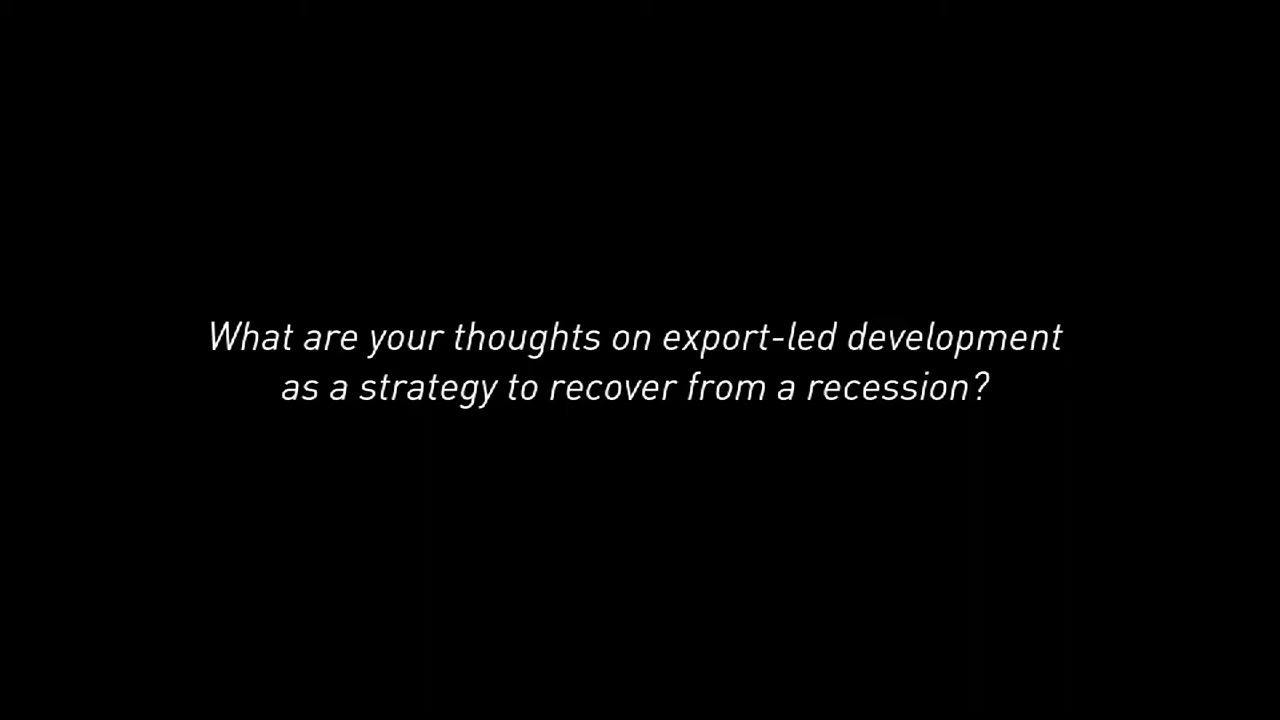 What are your thoughts on export-led development
as a strategy to recover from a recession?